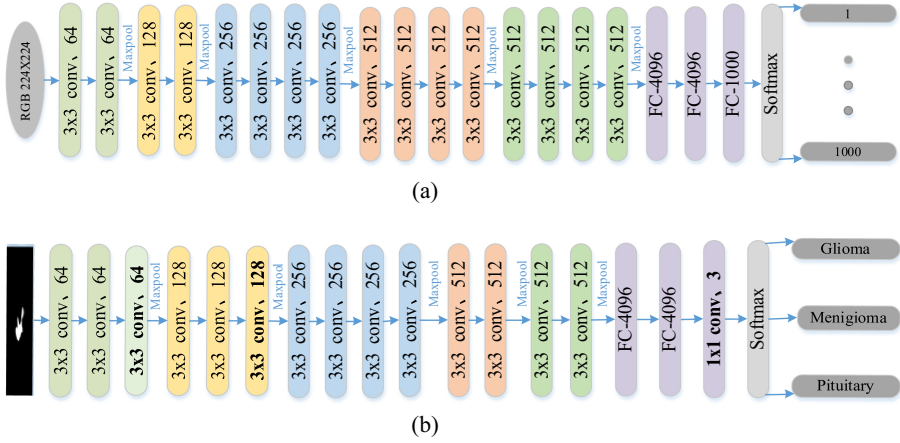 RGB 224X224
3x3 conv、64
3x3 conv、64
Maxpool
3x3 conv、128
3x3 conv、128
Maxpool
3x3 conv、256
3x3 conv、256
3x3 conv、256
3x3 conv、256
Maxpool
3x3 conv、512
3x3 conv、512
3x3 conv、512
3x3 conv、512
Maxpool
3x3 conv、512
3x3 conv、512
3x3 conv、512
3x3 conv、512
Maxpool
FC-4096
FC-4096
FC-1000
Softmax
1
1000
(a)
3x3 conv、64
3x3 conv、64
3x3 conv、64
Maxpool
3x3 conv、128
3x3 conv、128
3x3 conv、128
Maxpool
3x3 conv、256
3x3 conv、256
3x3 conv、256
3x3 conv、256
Maxpool
3x3 conv、512
3x3 conv、512
Maxpool
3x3 conv、512
3x3 conv、512
Maxpool
FC-4096
FC-4096
1x1 conv、3
Softmax
Glioma
Menigioma
Pituitary
(b)